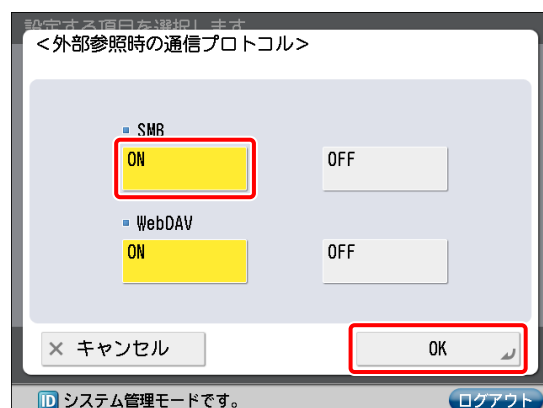 設定する項目を選択します
<外部参照時の通信プロトコル>
SMB
ON OFF
WebDAV
ON OFF
× キャンセル OK
ID システム管理モードです。 ログアウト